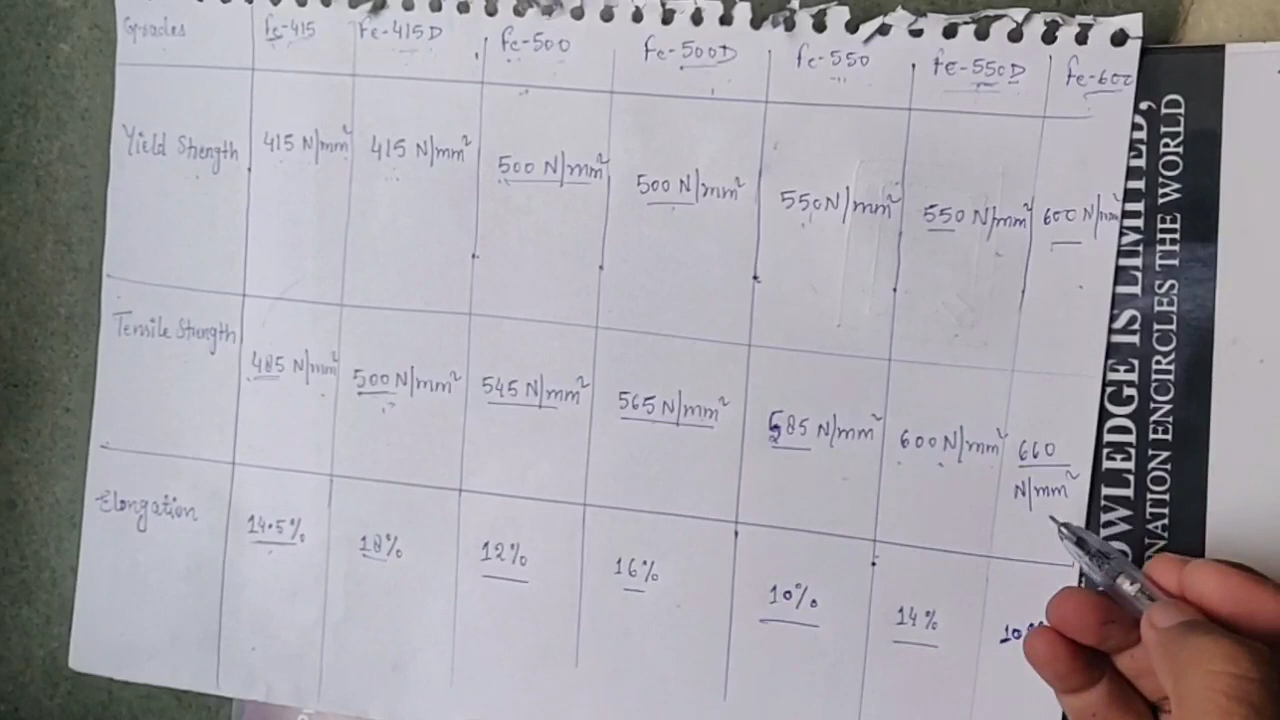 Grades Fe-415 Fe-415D Fe-500 Fe-500D Fe-550 Fe-550D Fe-600
Yield Strength 415 N/mm² 415 N/mm² 500 N/mm² 500 N/mm² 550N/mm² 550 N/mm² 600 N/mm²
Tensile Strength 485 N/mm² 500 N/mm² 545 N/mm² 565 N/mm² 585 N/mm² 600 N/mm² 660 N/mm²
Elongation 14.5% 18% 12% 16% 10% 14% 10
OWLEDGE IS LIMITED,
NATION ENCIRCLES THE WORLD